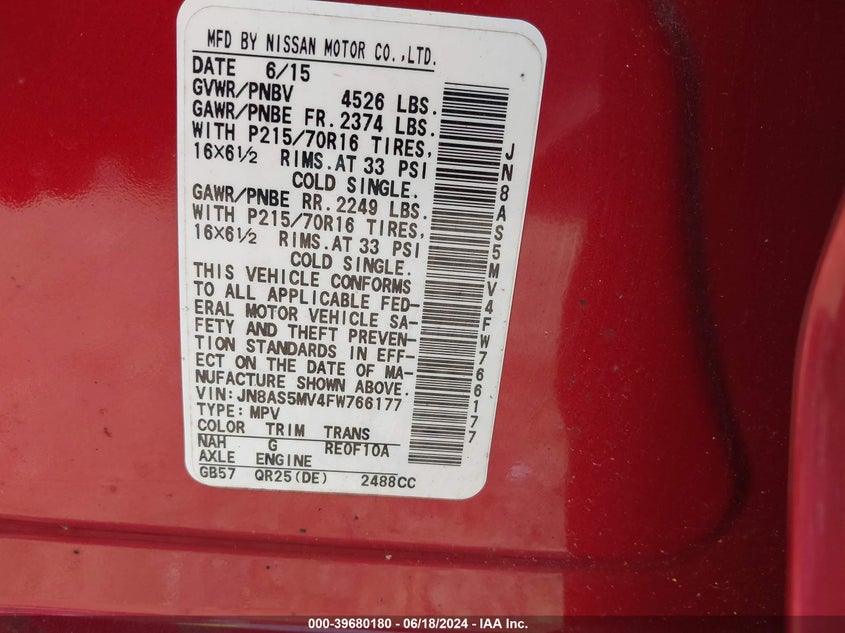 MFD BY NISSAN MOTOR CO.,LTD.
DATE 6/15
GVWR/PNBV 4526 LBS.
GAWR/PNBE FR. 2374 LBS.
WITH P215/70R16 TIRES,
16X6½ RIMS.AT 33 PSI
COLD SINGLE.
GAWR/PNBE RR. 2249 LBS.
WITH P215/70R16 TIRES,
16X6½ RIMS.AT 33 PSI
COLD SINGLE.
THIS VEHICLE CONFORMS
TO ALL APPLICABLE FED-
ERAL MOTOR VEHICLE SA-
FETY AND THEFT PREVEN-
TION STANDARDS IN EFF-
ECT ON THE DATE OF MA-
NUFACTURE SHOWN ABOVE.
VIN: JN8AS5MV4FW766177
TYPE: MPV
COLOR TRIM TRANS
NAH G RE0F10A
AXLE ENGINE
GB57 QR25(DE) 2488CC
JN8AS5MV4FW766177
000-39680180 - 06/18/2024 - IAA Inc.